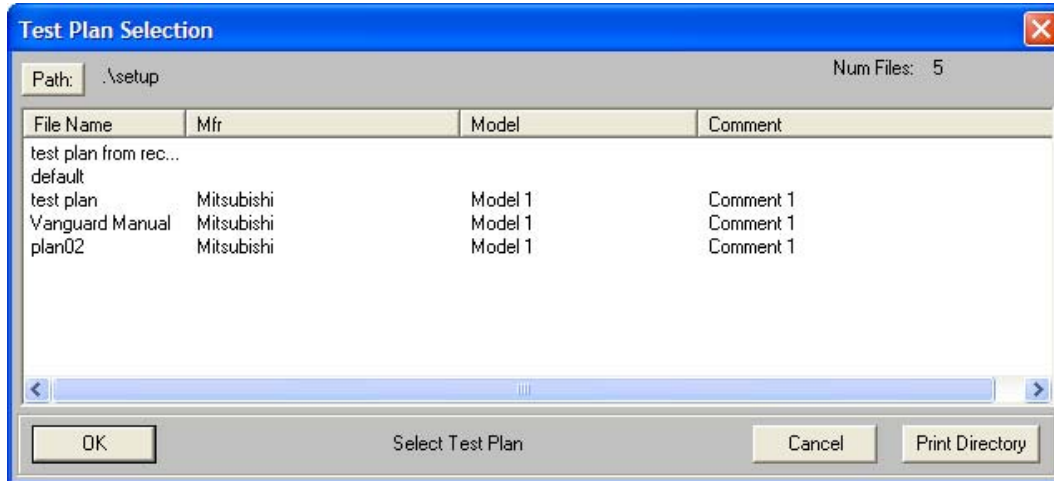 Test Plan Selection
Path: .\setup Num Files: 5
File Name Mfr Model Comment
test plan from rec...
default
test plan Mitsubishi Model 1 Comment 1
Vanguard Manual Mitsubishi Model 1 Comment 1
plan02 Mitsubishi Model 1 Comment 1
OK Select Test Plan Cancel Print Directory